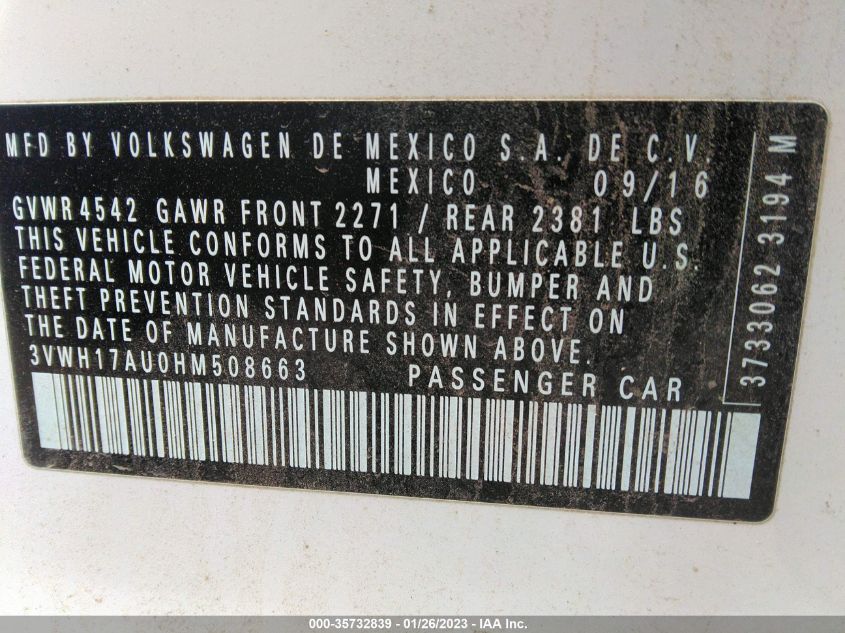 MFD BY VOLKSWAGEN DE MEXICO S.A. DE C.V.
MEXICO 09/16
GVWR 4542 GAWR FRONT 2271 / REAR 2381 LBS
THIS VEHICLE CONFORMS TO ALL APPLICABLE U.S.
FEDERAL MOTOR VEHICLE SAFETY, BUMPER AND
THEFT PREVENTION STANDARDS IN EFFECT ON
THE DATE OF MANUFACTURE SHOWN ABOVE.
3VWH17AU0HM508663 PASSENGER CAR
3733062 3194 M
000-35732839 - 01/26/2023 - IAA Inc.